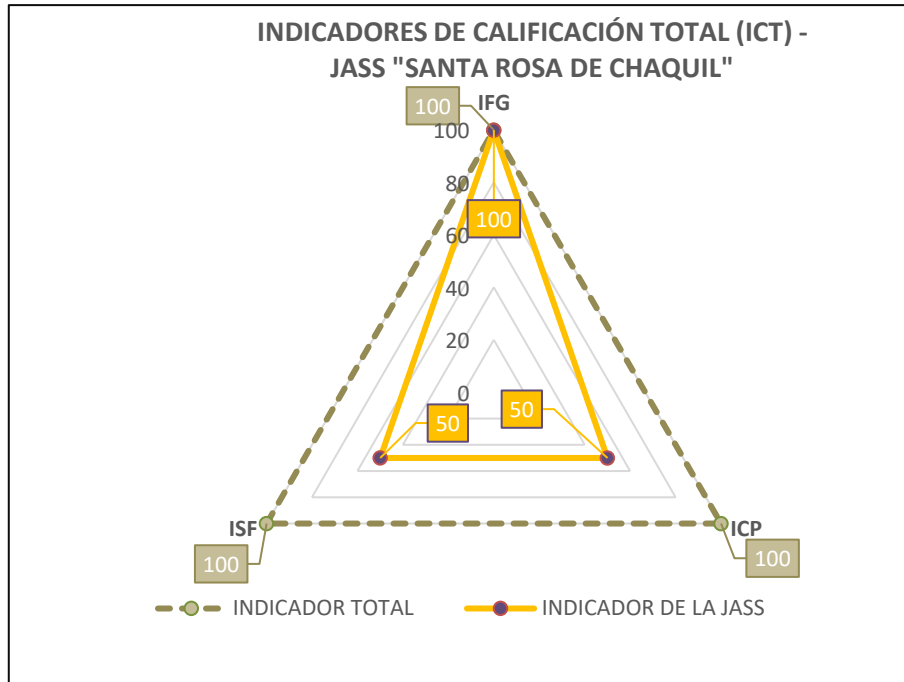 INDICADORES DE CALIFICACIÓN TOTAL (ICT) -
JASS "SANTA ROSA DE CHAQUIL"
100
IFG
100
80
100
60
40
20
0
50
50
ISF
ICP
100
100
INDICADOR TOTAL
INDICADOR DE LA JASS